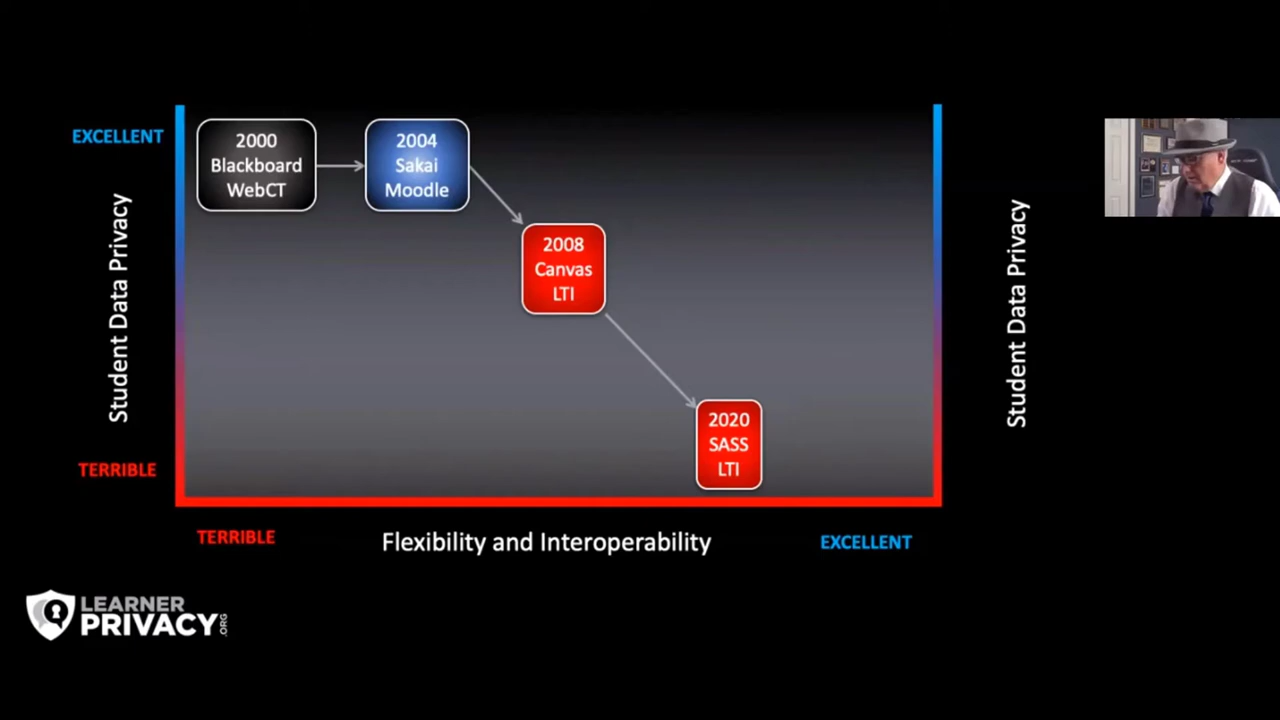 EXCELLENT
Student Data Privacy
TERRIBLE
2000
Blackboard
WebCT
2004
Sakai
Moodle
2008
Canvas
LTI
2020
SASS
LTI
Student Data Privacy
TERRIBLE
Flexibility and Interoperability
EXCELLENT
LEARNER
PRIVACY.ORG